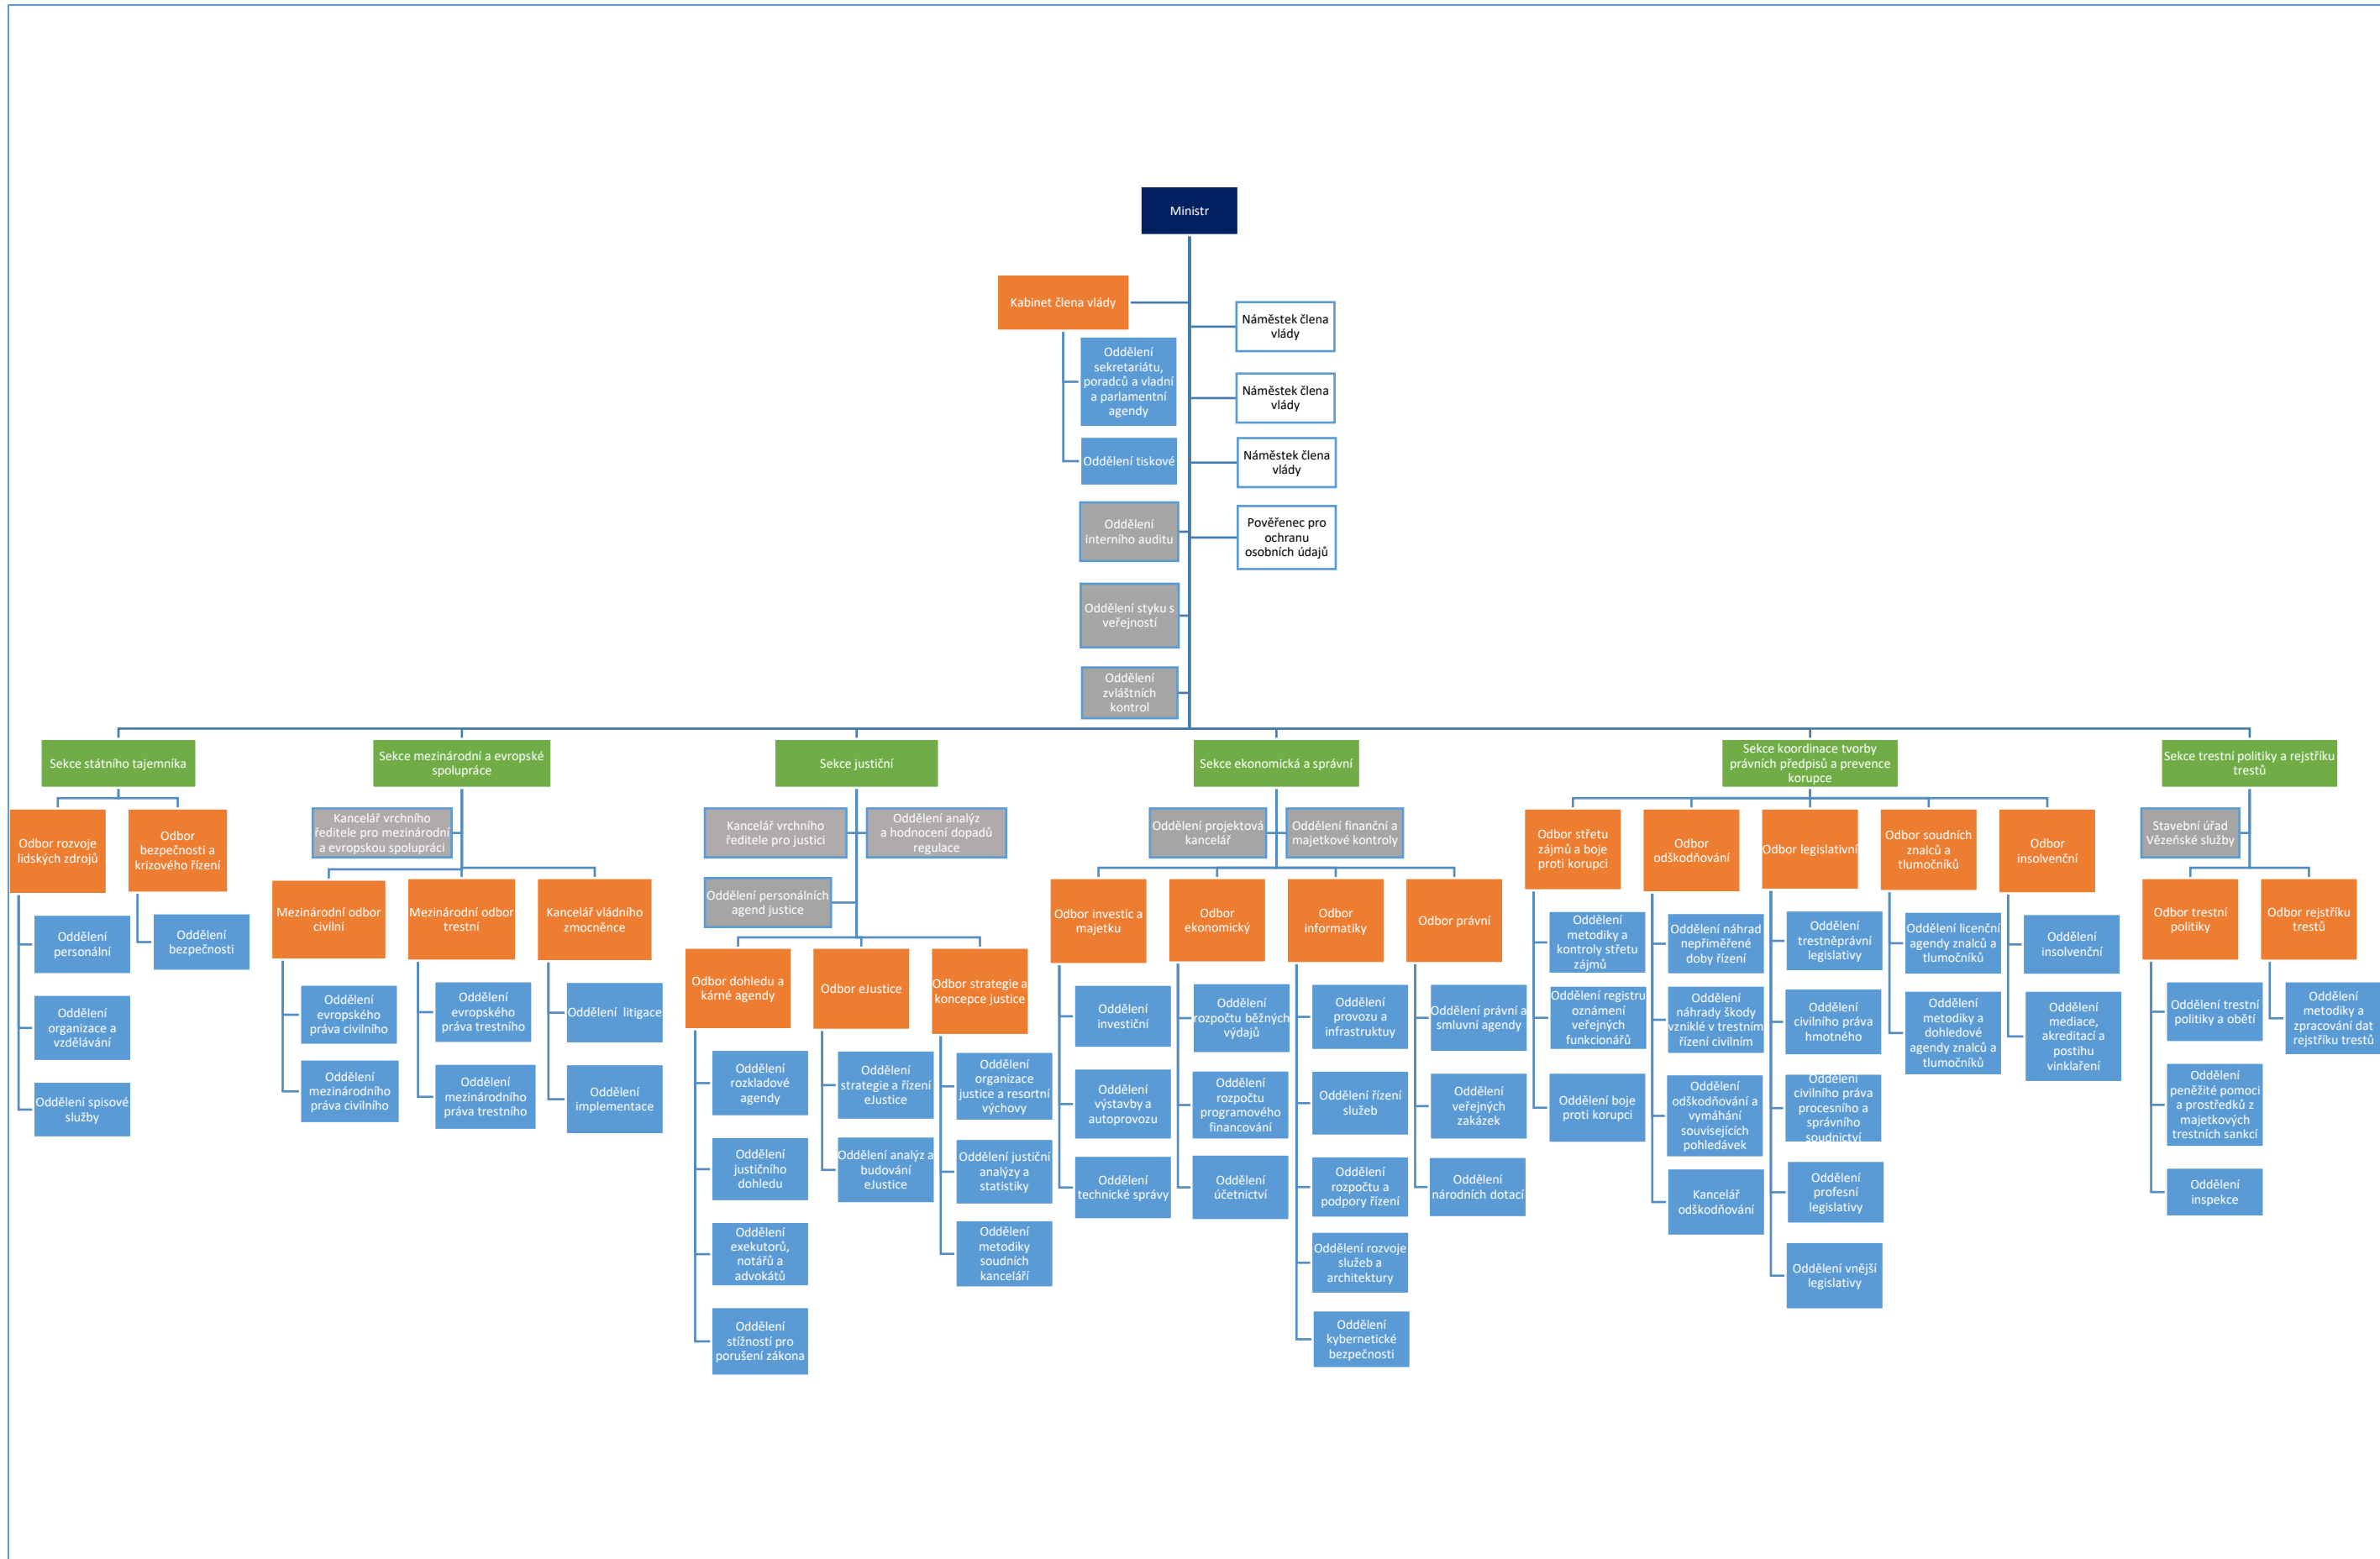 Ministr
Kabinet člena vlády
Náměstek člena
vlády
Oddělení
sekretariátu,
poradců a vladní
a parlamentní
agendy
Náměstek člena
vlády
Oddělení tiskové
Náměstek člena
vlády
Oddělení
interního auditu
Pověřenec pro
ochranu
osobních údajů
Oddělení styku s
veřejností
Oddělení
zvláštních
kontrol
Sekce státního tajemníka
Odbor rozvoje
lidských zdrojů
Oddělení
personální
Oddělení
organizace a
vzdělávání
Oddělení spisové
služby
Odbor
bezpečnosti a
krizového řízení
Oddělení
bezpečnosti
Sekce mezinárodní a evropské
spolupráce
Kancelář vrchního
ředitele pro mezinárodní
a evropskou spolupráci
Mezinárodní odbor
civilní
Oddělení
evropského
práva civilního
Oddělení
mezinárodního
práva civilního
Mezinárodní odbor
trestní
Oddělení
evropského
práva trestního
Oddělení
mezinárodního
práva trestního
Kancelář vládního
zmocněnce
Oddělení  litigace
Oddělení
implementace
Sekce justiční
Kancelář vrchního
ředitele pro justici
Oddělení analýz
a hodnocení dopadů
regulace
Oddělení personálních
agend justice
Odbor dohledu a
kárné agendy
Oddělení
rozkladové
agendy
Oddělení
justičního
dohledu
Oddělení
exekutorů,
notářů a
advokátů
Oddělení
stížností pro
porušení zákona
Odbor eJustice
Oddělení
strategie a řízení
eJustice
Oddělení analýz a
budování
eJustice
Odbor strategie a
koncepce justice
Oddělení
organizace
justice a resortní
výchovy
Oddělení justiční
analýzy a
statistiky
Oddělení
metodiky
soudních
kanceláří
Sekce ekonomická a správní
Oddělení projektová
kancelář
Oddělení finanční a
majetkové kontroly
Odbor investic a
majetku
Oddělení
investiční
Oddělení
výstavby a
autoprovozu
Oddělení
technické správy
Odbor
ekonomický
Oddělení
rozpočtu běžných
výdajů
Oddělení
rozpočtu
programového
financování
Oddělení
účetnictví
Odbor
informatiky
Oddělení
provozu a
infrastruktuy
Oddělení řízení
služeb
Oddělení
rozpočtu a
podpory řízení
Oddělení rozvoje
služeb a
architektury
Oddělení
kybernetické
bezpečnosti
Odbor právní
Oddělení právní a
smluvní agendy
Oddělení
veřejných
zakázek
Oddělení
národních dotací
Sekce koordinace tvorby
právních předpisů a prevence
korupce
Odbor střetu
zájmů a boje
proti korupci
Oddělení
metodiky a
kontroly střetu
zájmů
Oddělení registru
oznámení
veřejných
funkcionářů
Oddělení boje
proti korupci
Odbor
odškodňování
Oddělení náhrad
nepřiměřené
doby řízení
Oddělení
náhrady škody
vzniklé v trestním
řízení civilním
Oddělení
odškodňování a
vymáhání
souvisejících
pohledávek
Kancelář
odškodňování
Odbor legislativní
Oddělení
trestněprávní
legislativy
Oddělení
civilního práva
hmotného
Oddělení
civilního práva
procesního a
správního
soudnictví
Oddělení
profesní
legislativy
Oddělení vnější
legislativy
Odbor soudních
znalců a
tlumočníků
Oddělení licenční
agendy znalců a
tlumočníků
Oddělení
metodiky a
dohledové
agendy znalců a
tlumočníků
Odbor
insolvenční
Oddělení
insolvenční
Oddělení
mediace,
akreditací a
postihu
vinklaření
Sekce trestní politiky a rejstříku
trestů
Stavební úřad
Vězeňské služby
Odbor trestní
politiky
Oddělení trestní
politiky a obětí
Oddělení
peněžité pomoci
a prostředků z
majetkových
trestních sankcí
Oddělení
inspekce
Odbor rejstříku
trestů
Oddělení
metodiky a
zpracování dat
rejstříku trestů